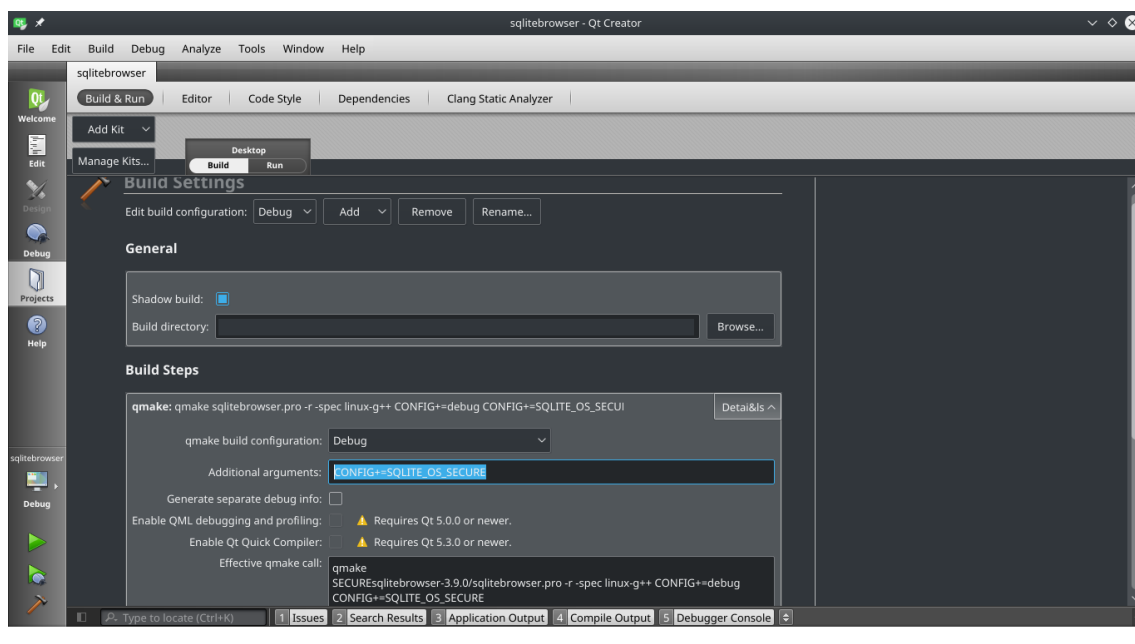 sqlitebrowser - Qt Creator
File Edit Build Debug Analyze Tools Window Help
sqlitebrowser
Build & Run Editor Code Style Dependencies Clang Static Analyzer
Welcome
Add Kit
Desktop
Edit
Manage Kits...
Build Run
Build Settings
Design
Edit build configuration: Debug Add Remove Rename...
Debug
General
Projects
Shadow build:
Build directory: Browse...
Help
Build Steps
qmake: qmake sqlitebrowser.pro -r -spec linux-g++ CONFIG+=debug CONFIG+=SQLITE_OS_SECUI
Detai&ls
qmake build configuration: Debug
sqlitebrowser
Additional arguments: CONFIG+=SQLITE_OS_SECURE
Debug
Generate separate debug info:
Enable QML debugging and profiling: Requires Qt 5.0.0 or newer.
Enable Qt Quick Compiler: Requires Qt 5.3.0 or newer.
Effective qmake call: qmake
SECUREsqlitebrowser-3.9.0/sqlitebrowser.pro -r -spec linux-g++ CONFIG+=debug
CONFIG+=SQLITE_OS_SECURE
Type to locate (Ctrl+K) 1 Issues 2 Search Results 3 Application Output 4 Compile Output 5 Debugger Console